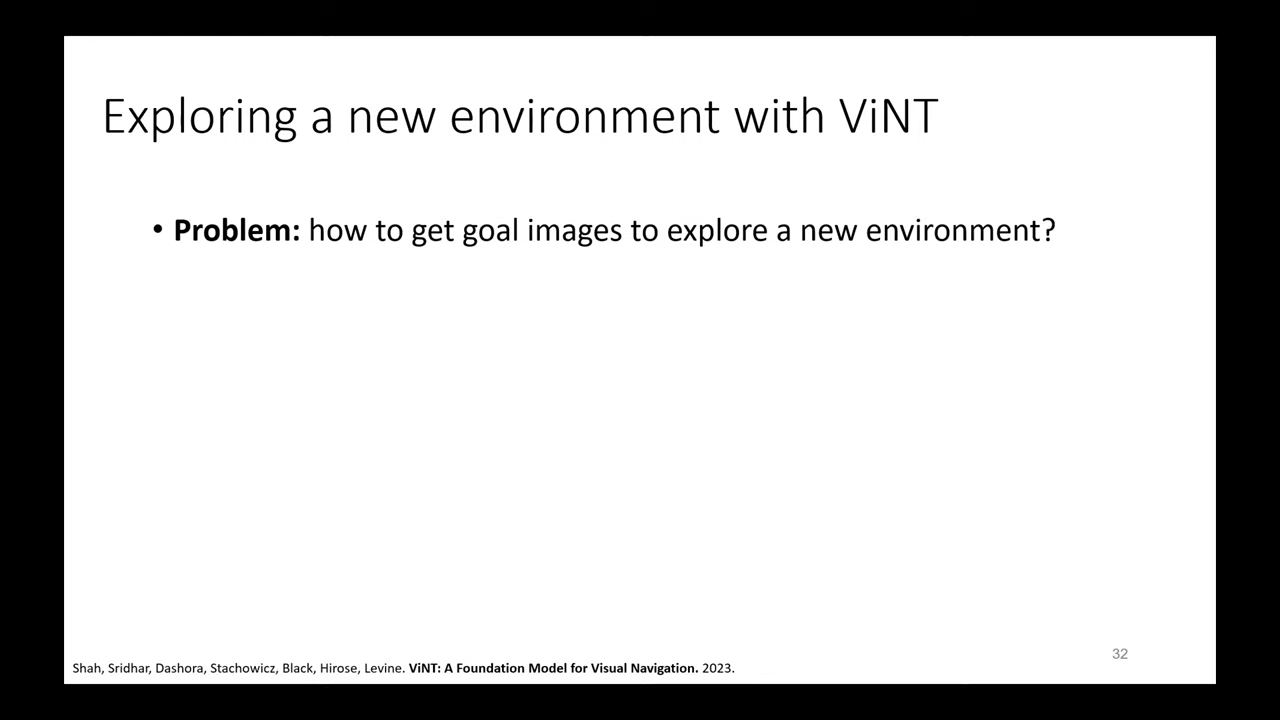 Exploring a new environment with ViNT
• Problem: how to get goal images to explore a new environment?
32
Shah, Sridhar, Dashora, Stachowicz, Black, Hirose, Levine. ViNT: A Foundation Model for Visual Navigation. 2023.